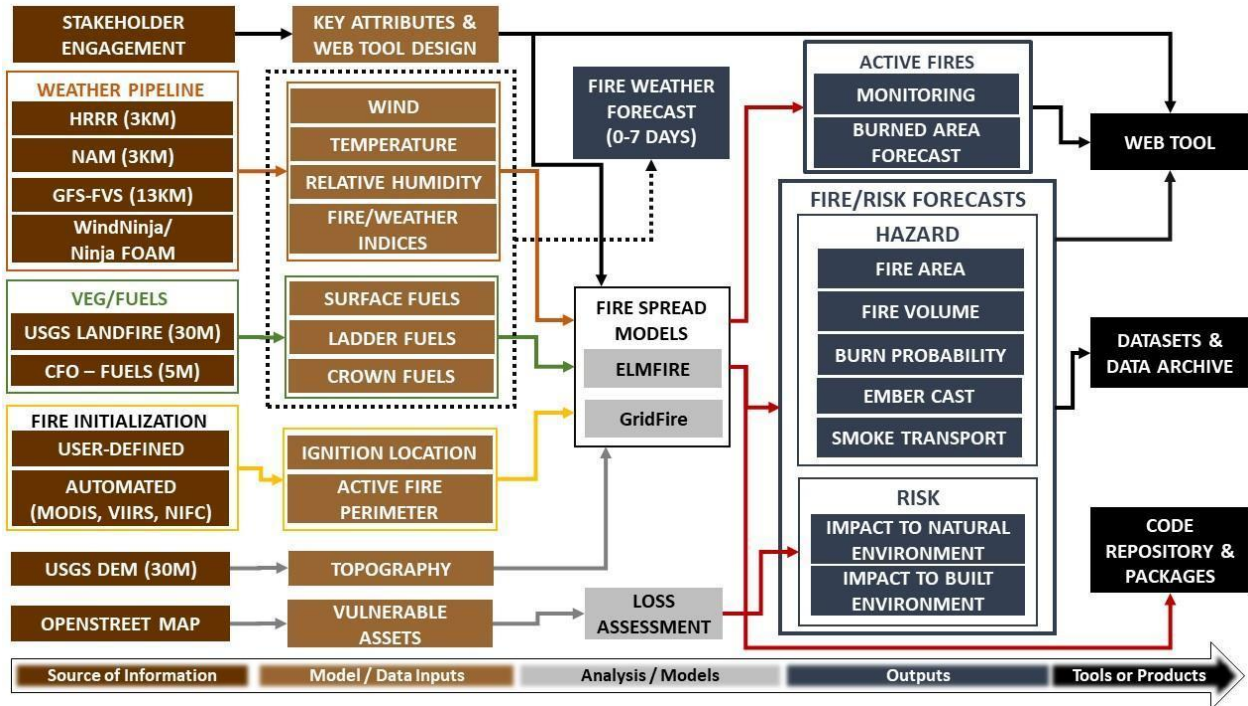 STAKEHOLDER
ENGAGEMENT
KEY ATTRIBUTES &
WEB TOOL DESIGN
WEATHER PIPELINE
HRRR (3KM)
NAM (3KM)
GFS-FVS (13KM)
WindNinja/
Ninja FOAM
WIND
TEMPERATURE
RELATIVE HUMIDITY
FIRE/WEATHER
INDICES
FIRE WEATHER
FORECAST
(0-7 DAYS)
VEG/FUELS
USGS LANDFIRE (30M)
CFO – FUELS (5M)
SURFACE FUELS
LADDER FUELS
CROWN FUELS
FIRE INITIALIZATION
USER-DEFINED
AUTOMATED
(MODIS, VIIRS, NIFC)
IGNITION LOCATION
ACTIVE FIRE
PERIMETER
USGS DEM (30M)
TOPOGRAPHY
OPENSTREET MAP
VULNERABLE
ASSETS
FIRE SPREAD
MODELS
ELMFIRE
GridFire
LOSS
ASSESSMENT
ACTIVE FIRES
MONITORING
BURNED AREA
FORECAST
FIRE/RISK FORECASTS
HAZARD
FIRE AREA
FIRE VOLUME
BURN PROBABILITY
EMBER CAST
SMOKE TRANSPORT
RISK
IMPACT TO NATURAL
ENVIRONMENT
IMPACT TO BUILT
ENVIRONMENT
WEB TOOL
DATASETS &
DATA ARCHIVE
CODE
REPOSITORY &
PACKAGES
Source of Information
Model / Data Inputs
Analysis / Models
Outputs
Tools or Products